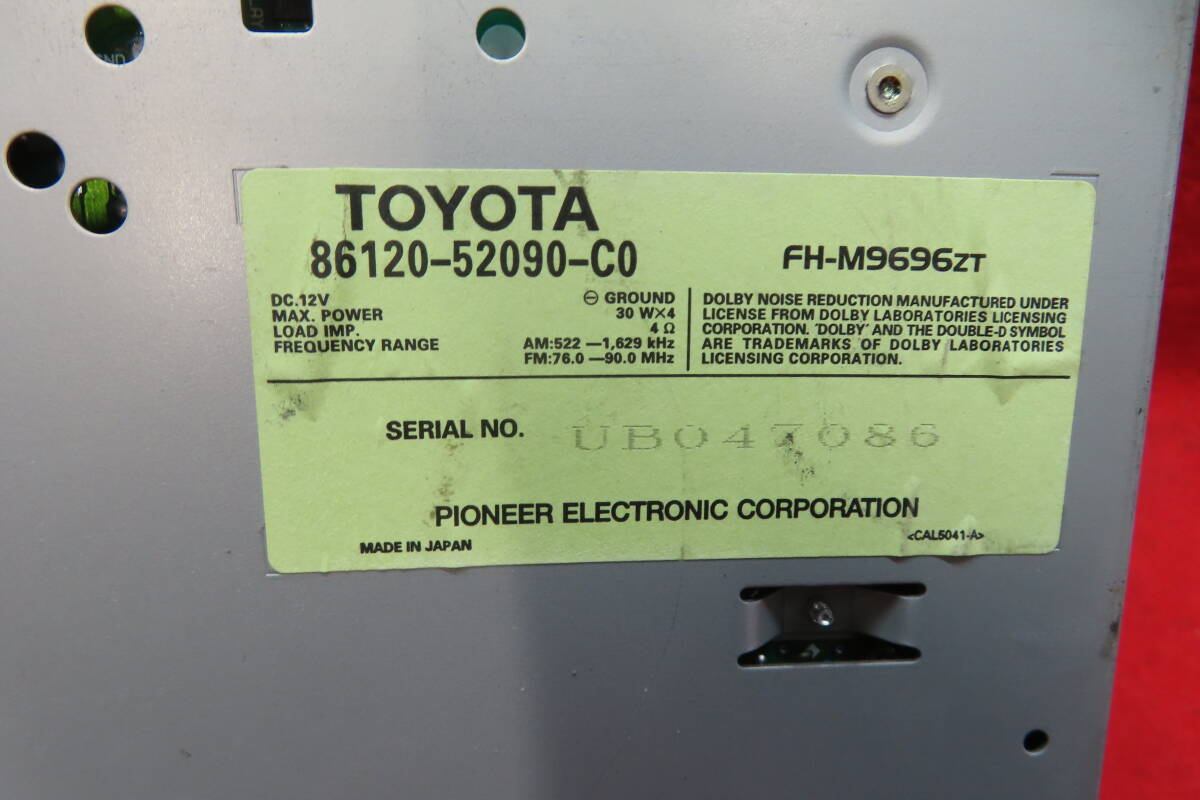 TOYOTA
86120-52090-C0
FH-M9696ZT
DC.12V ⊖ GROUND
MAX. POWER 30 W×4
LOAD IMP. 4 Ω
FREQUENCY RANGE AM:522 —1,629 kHz
FM:76.0 —90.0 MHz
DOLBY NOISE REDUCTION MANUFACTURED UNDER
LICENSE FROM DOLBY LABORATORIES LICENSING
CORPORATION. 'DOLBY' AND THE DOUBLE-D SYMBOL
ARE TRADEMARKS OF DOLBY LABORATORIES
LICENSING CORPORATION.
SERIAL NO. UB047086
PIONEER ELECTRONIC CORPORATION
MADE IN JAPAN
<CAL5041-A>